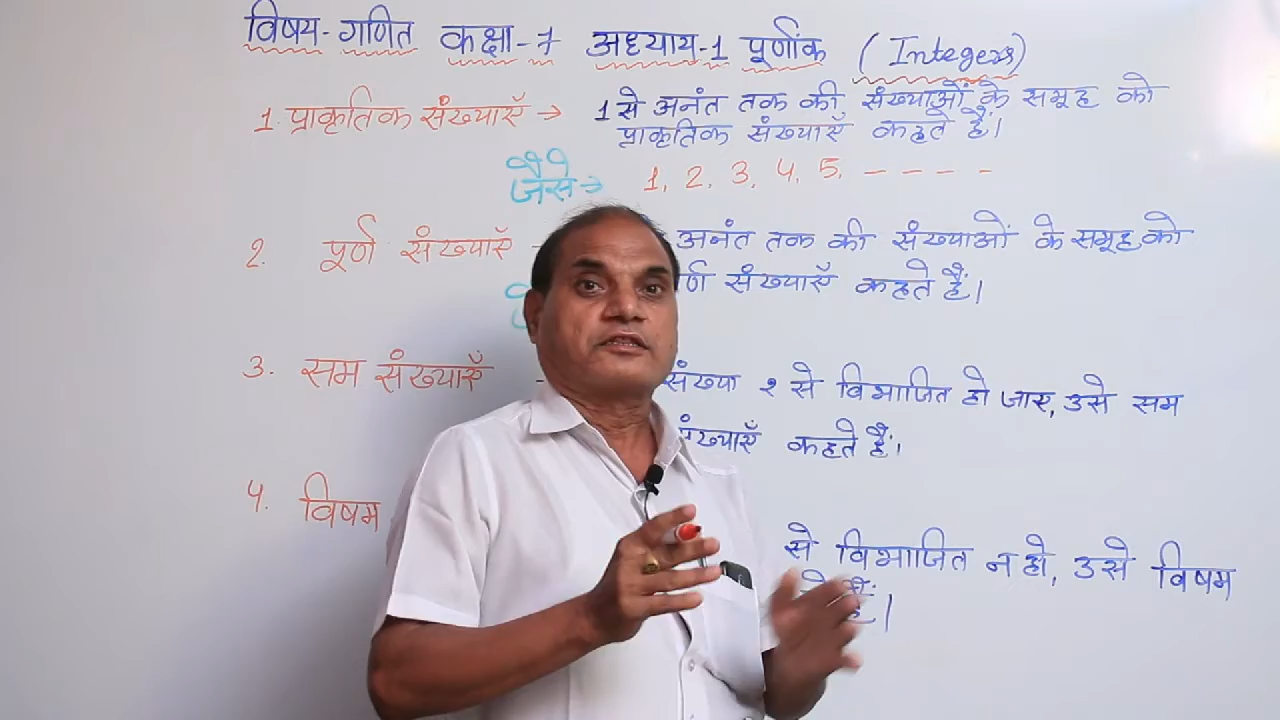 विषय- गणित कक्षा-7 अध्याय-1 पूर्णांक (Integers)
1. प्राकृतिक संख्याएँ → 1 से अनंत तक की संख्याओं के समूह को
प्राकृतिक संख्याएँ कहते हैं।
जैसे → 1, 2, 3, 4, 5, - - - -
2. पूर्ण संख्याएँ - अनंत तक की संख्याओं के समूह को
संख्याएँ कहते हैं।
3. सम संख्याएँ - संख्या 2 से विभाजित हो जाए, उसे सम
कहते हैं।
4. विषम से विभाजित न हो, उसे विषम